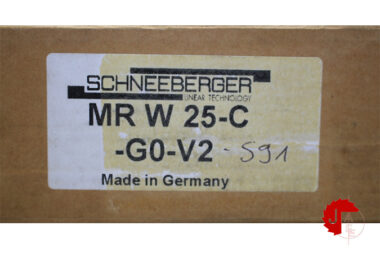 SCHNEEBERGER
LINEAR TECHNOLOGY
MR W 25-C
-G0-V2 - S91
Made in Germany